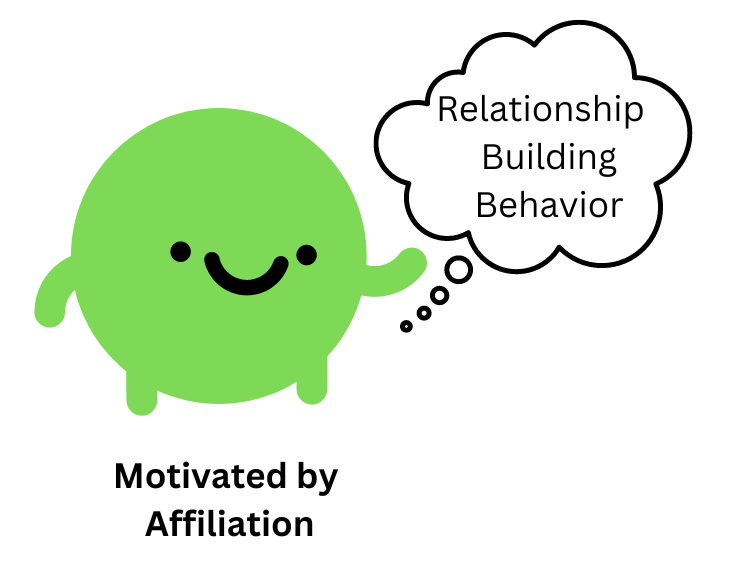 Relationship
Building
Behavior
Motivated by
Affiliation